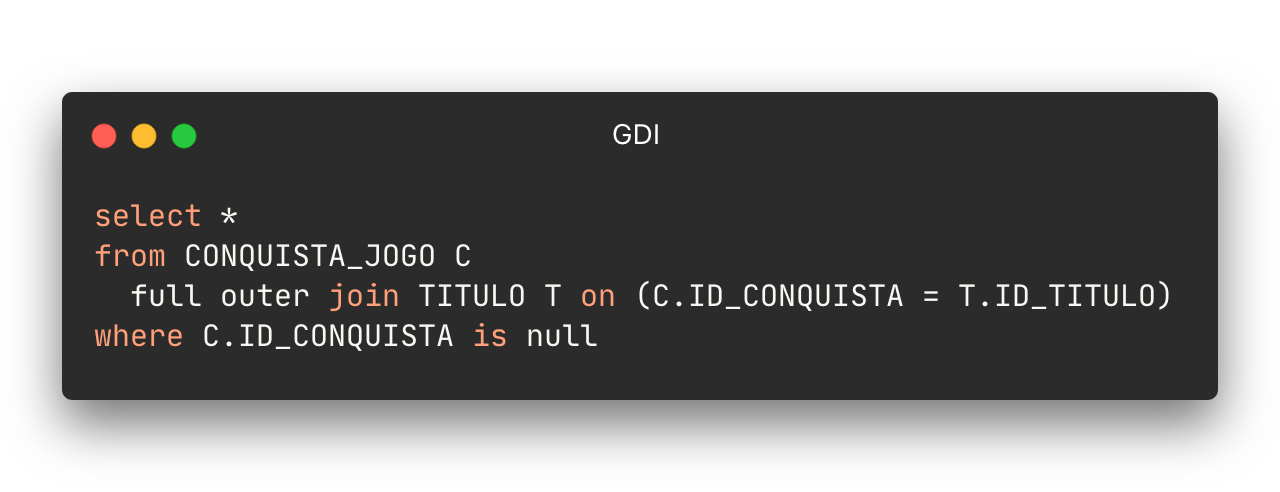 GDI
select *
from CONQUISTA_JOGO C
  full outer join TITULO T on (C.ID_CONQUISTA = T.ID_TITULO)
where C.ID_CONQUISTA is null